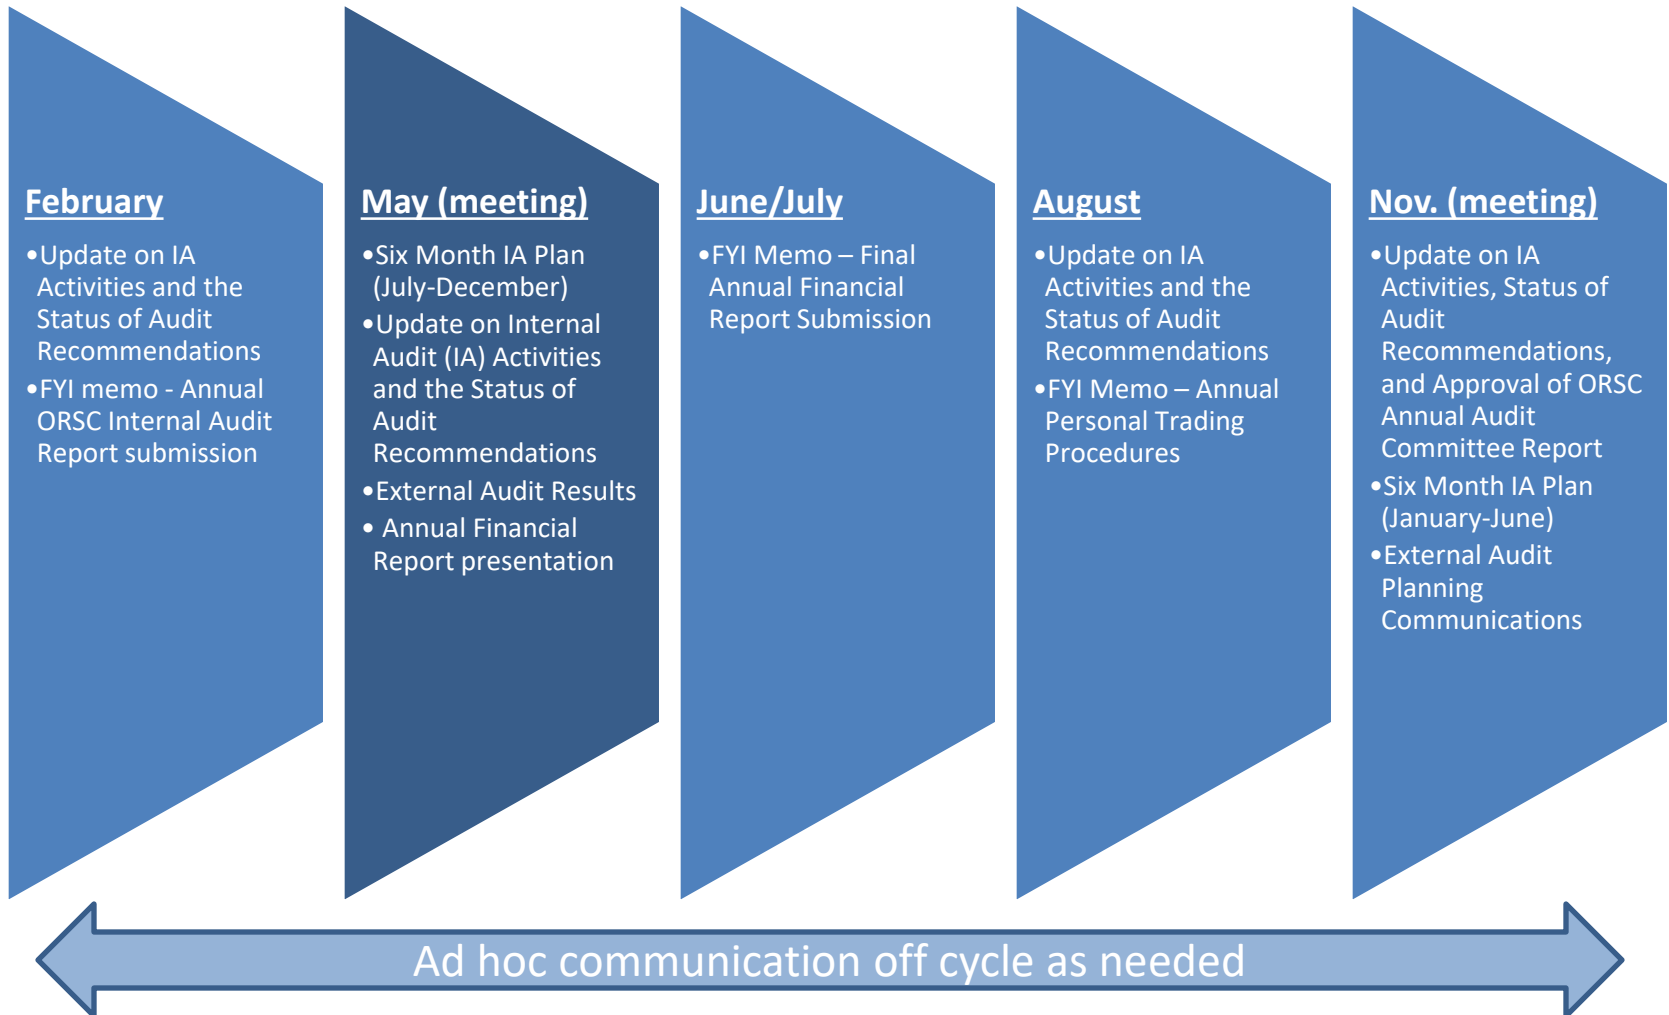 February
•Update on IA
Activities and the
Status of Audit
Recommendations
•FYI memo - Annual
ORSC Internal Audit
Report submission
May (meeting)
•Six Month IA Plan
(July-December)
•Update on Internal
Audit (IA) Activities
and the Status of
Audit
Recommendations
•External Audit Results
• Annual Financial
Report presentation
June/July
•FYI Memo – Final
Annual Financial
Report Submission
August
•Update on IA
Activities and the
Status of Audit
Recommendations
•FYI Memo – Annual
Personal Trading
Procedures
Nov. (meeting)
•Update on IA
Activities, Status of
Audit
Recommendations,
and Approval of ORSC
Annual Audit
Committee Report
•Six Month IA Plan
(January-June)
•External Audit
Planning
Communications
Ad hoc communication off cycle as needed